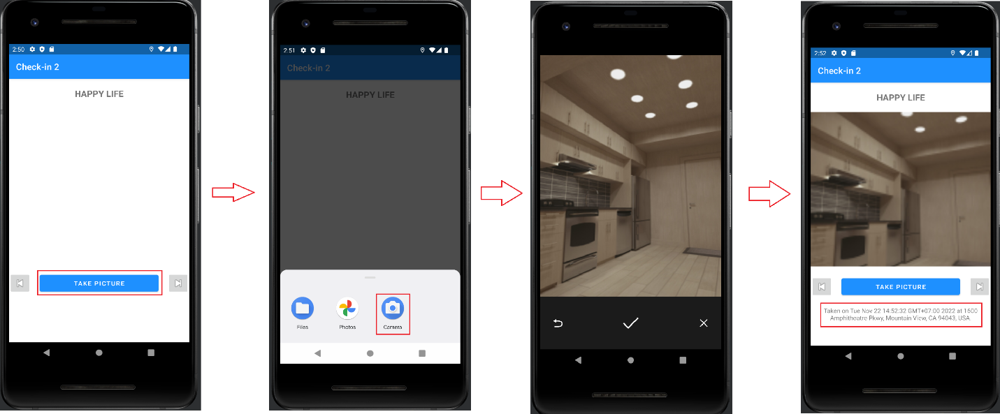 2:50
Check-in 2
HAPPY LIFE
TAKE PICTURE
2:51
Check-in 2
HAPPY LIFE
Files
Photos
Camera
2:52
Check-in 2
HAPPY LIFE
TAKE PICTURE
Taken on Tue Nov 22 14:52:32 GMT+07:00 2022 at 1600
Amphitheatre Pkwy, Mountain View, CA 94043, USA.